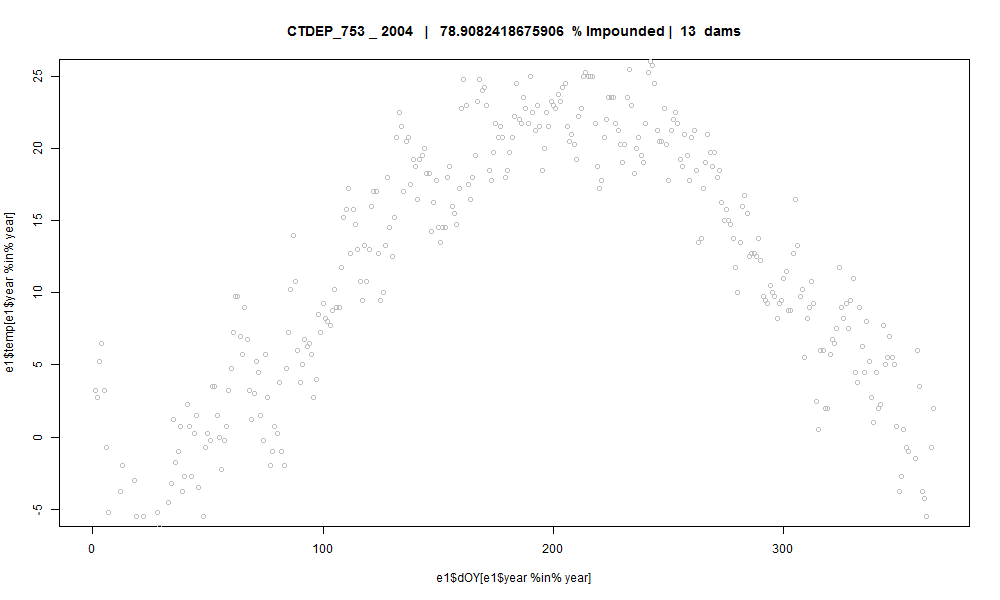 CTDEP_753 _ 2004 | 78.9082418675906 % Impounded | 13 dams
e1$temp[e1$year %in% year]
25
20
15
10
5
0
-5
0 100 200 300
e1$dOY[e1$year %in% year]